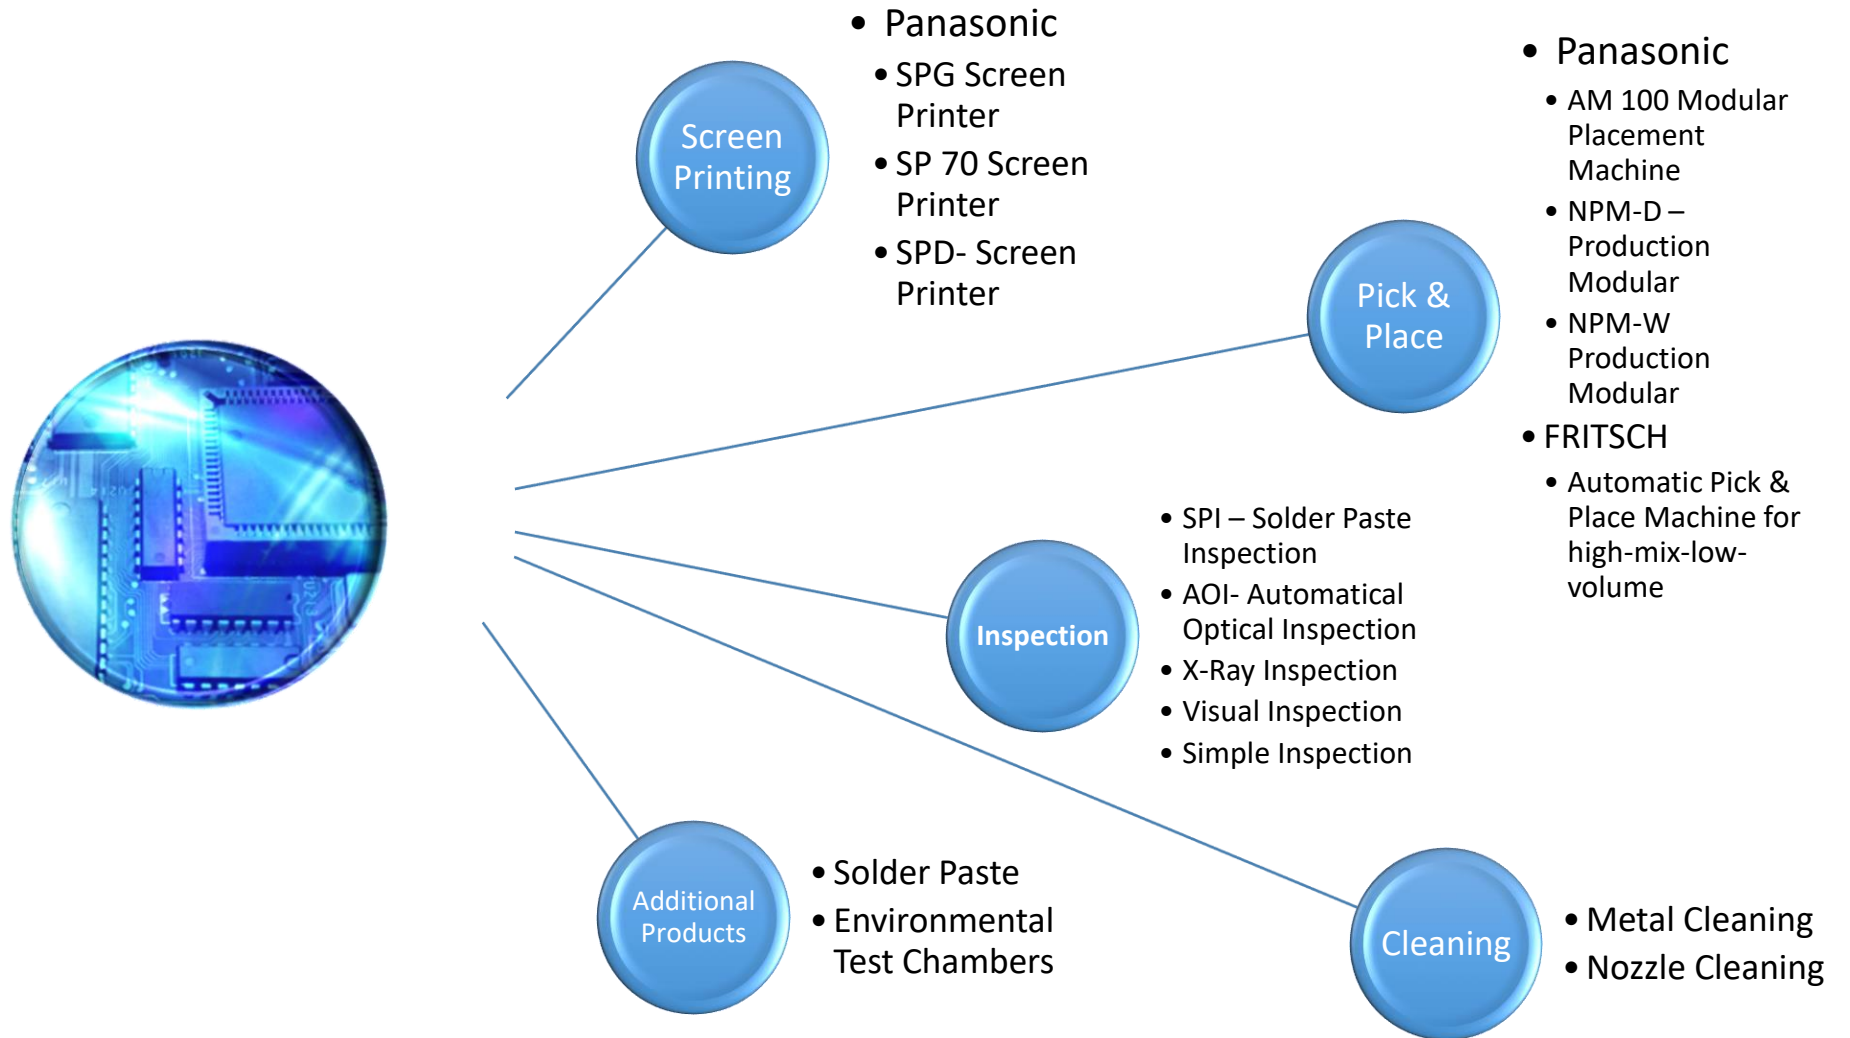 Screen
Printing
• Panasonic
• SPG Screen
Printer
• SP 70 Screen
Printer
• SPD- Screen
Printer
Pick &
Place
• Panasonic
• AM 100 Modular
Placement
Machine
• NPM-D –
Production
Modular
• NPM-W
Production
Modular
• FRITSCH
• Automatic Pick &
Place Machine for
high-mix-low-
volume
Inspection
• SPI – Solder Paste
Inspection
• AOI- Automatical
Optical Inspection
• X-Ray Inspection
• Visual Inspection
• Simple Inspection
Additional
Products
• Solder Paste
• Environmental
Test Chambers
Cleaning
• Metal Cleaning
• Nozzle Cleaning